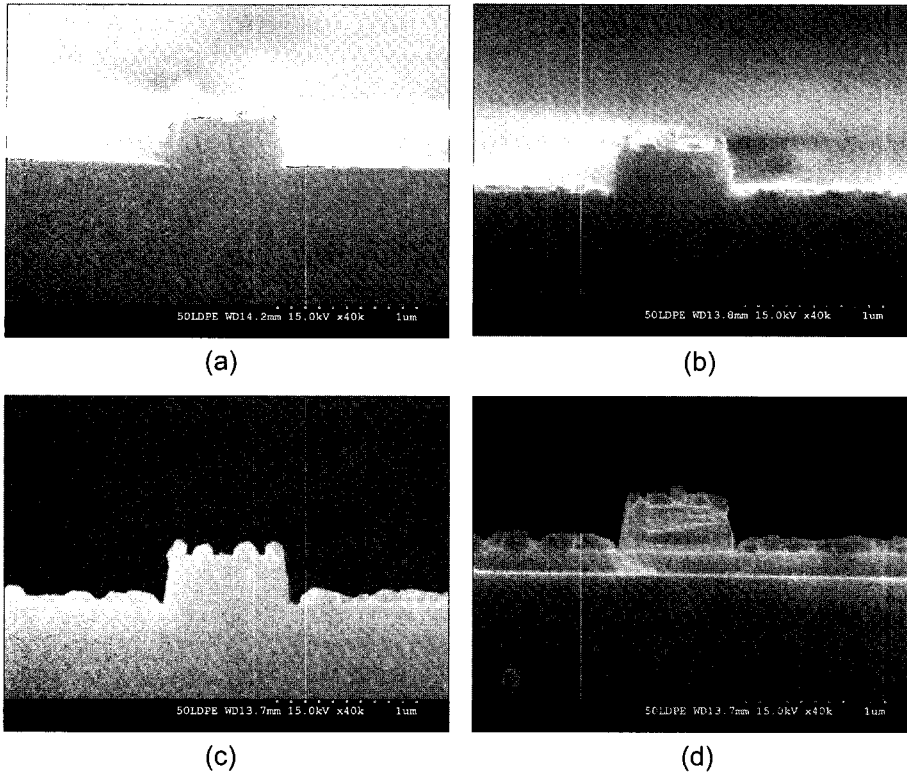 50LDPE WD14.2mm 15.0kV x40k 1um
(a)
50LDPE WD13.8mm 15.0kV x40k 1um
(b)
50LDPE WD13.7mm 15.0kV x40k 1um
(c)
50LDPE WD13.7mm 15.0kV x40k 1um
(d)